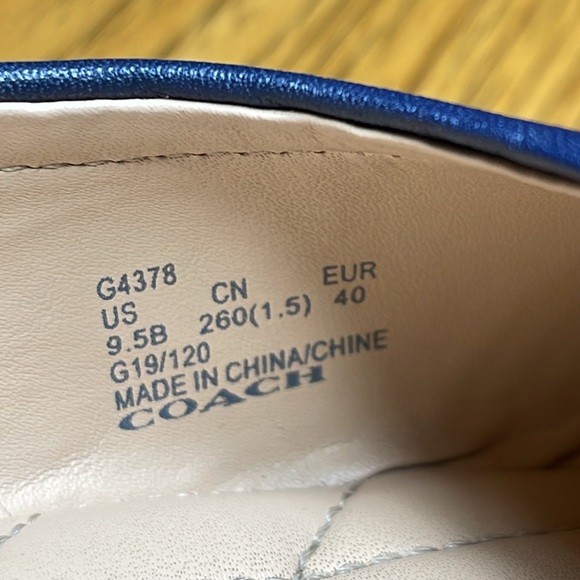 G4378
US CN EUR
9.5B 260(1.5) 40
G19/120
MADE IN CHINA/CHINE
COACH